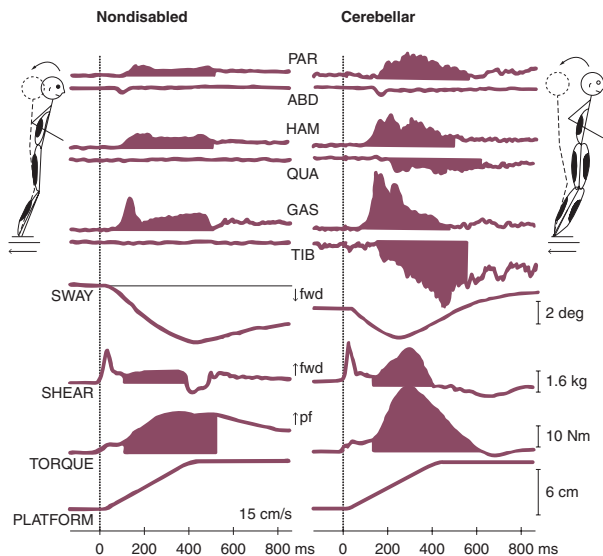 Nondisabled
Cerebellar
PAR
ABD
HAM
QUA
GAS
TIB
SWAY
↓fwd
2 deg
SHEAR
↑fwd
1.6 kg
TORQUE
↑pf
10 Nm
PLATFORM
15 cm/s
6 cm
0 200 400 600 800 ms
0 200 400 600 800 ms